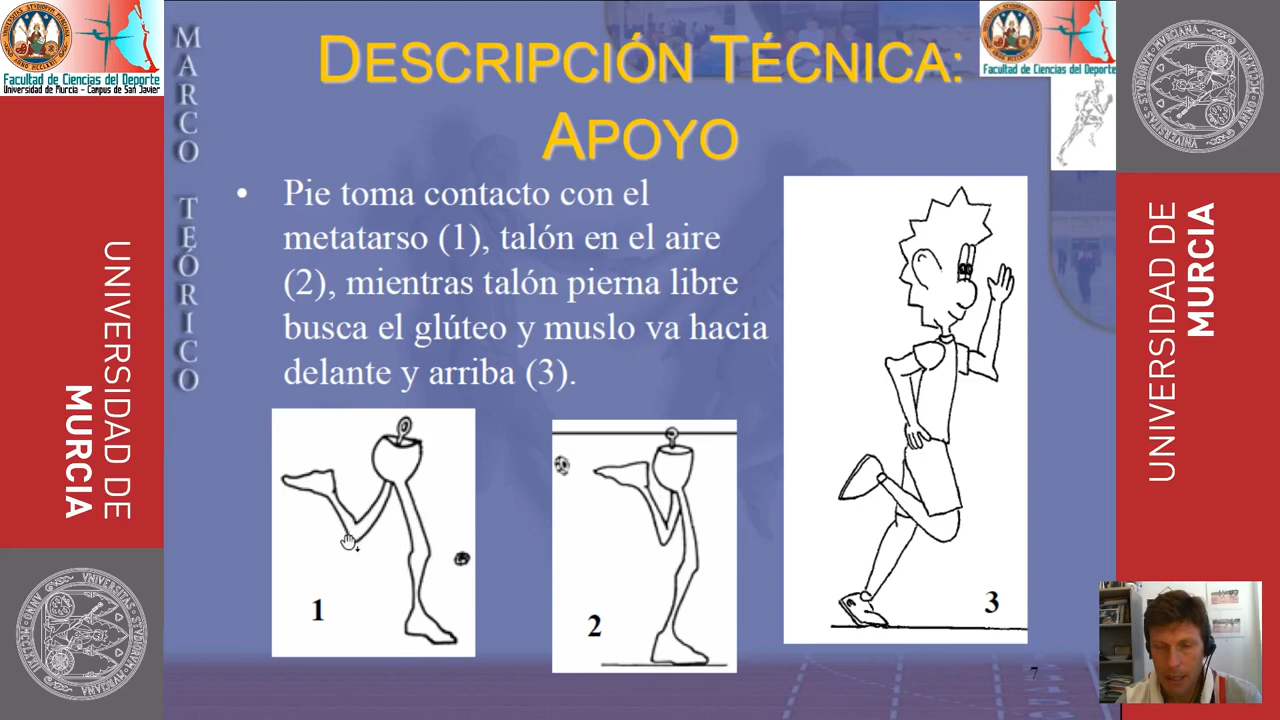 Facultad de Ciencias del Deporte
Universidad de Murcia - Campus de San Javier
MARCO TEÓRICO
DESCRIPCIÓN TÉCNICA:
APOYO
Facultad de Ciencias del Deporte
• Pie toma contacto con el
metatarso (1), talón en el aire
(2), mientras talón pierna libre
busca el glúteo y muslo va hacia
delante y arriba (3).
1
2
3
7
UNIVERSIDAD DE
MURCIA
UNIVERSIDAD DE
MURCIA